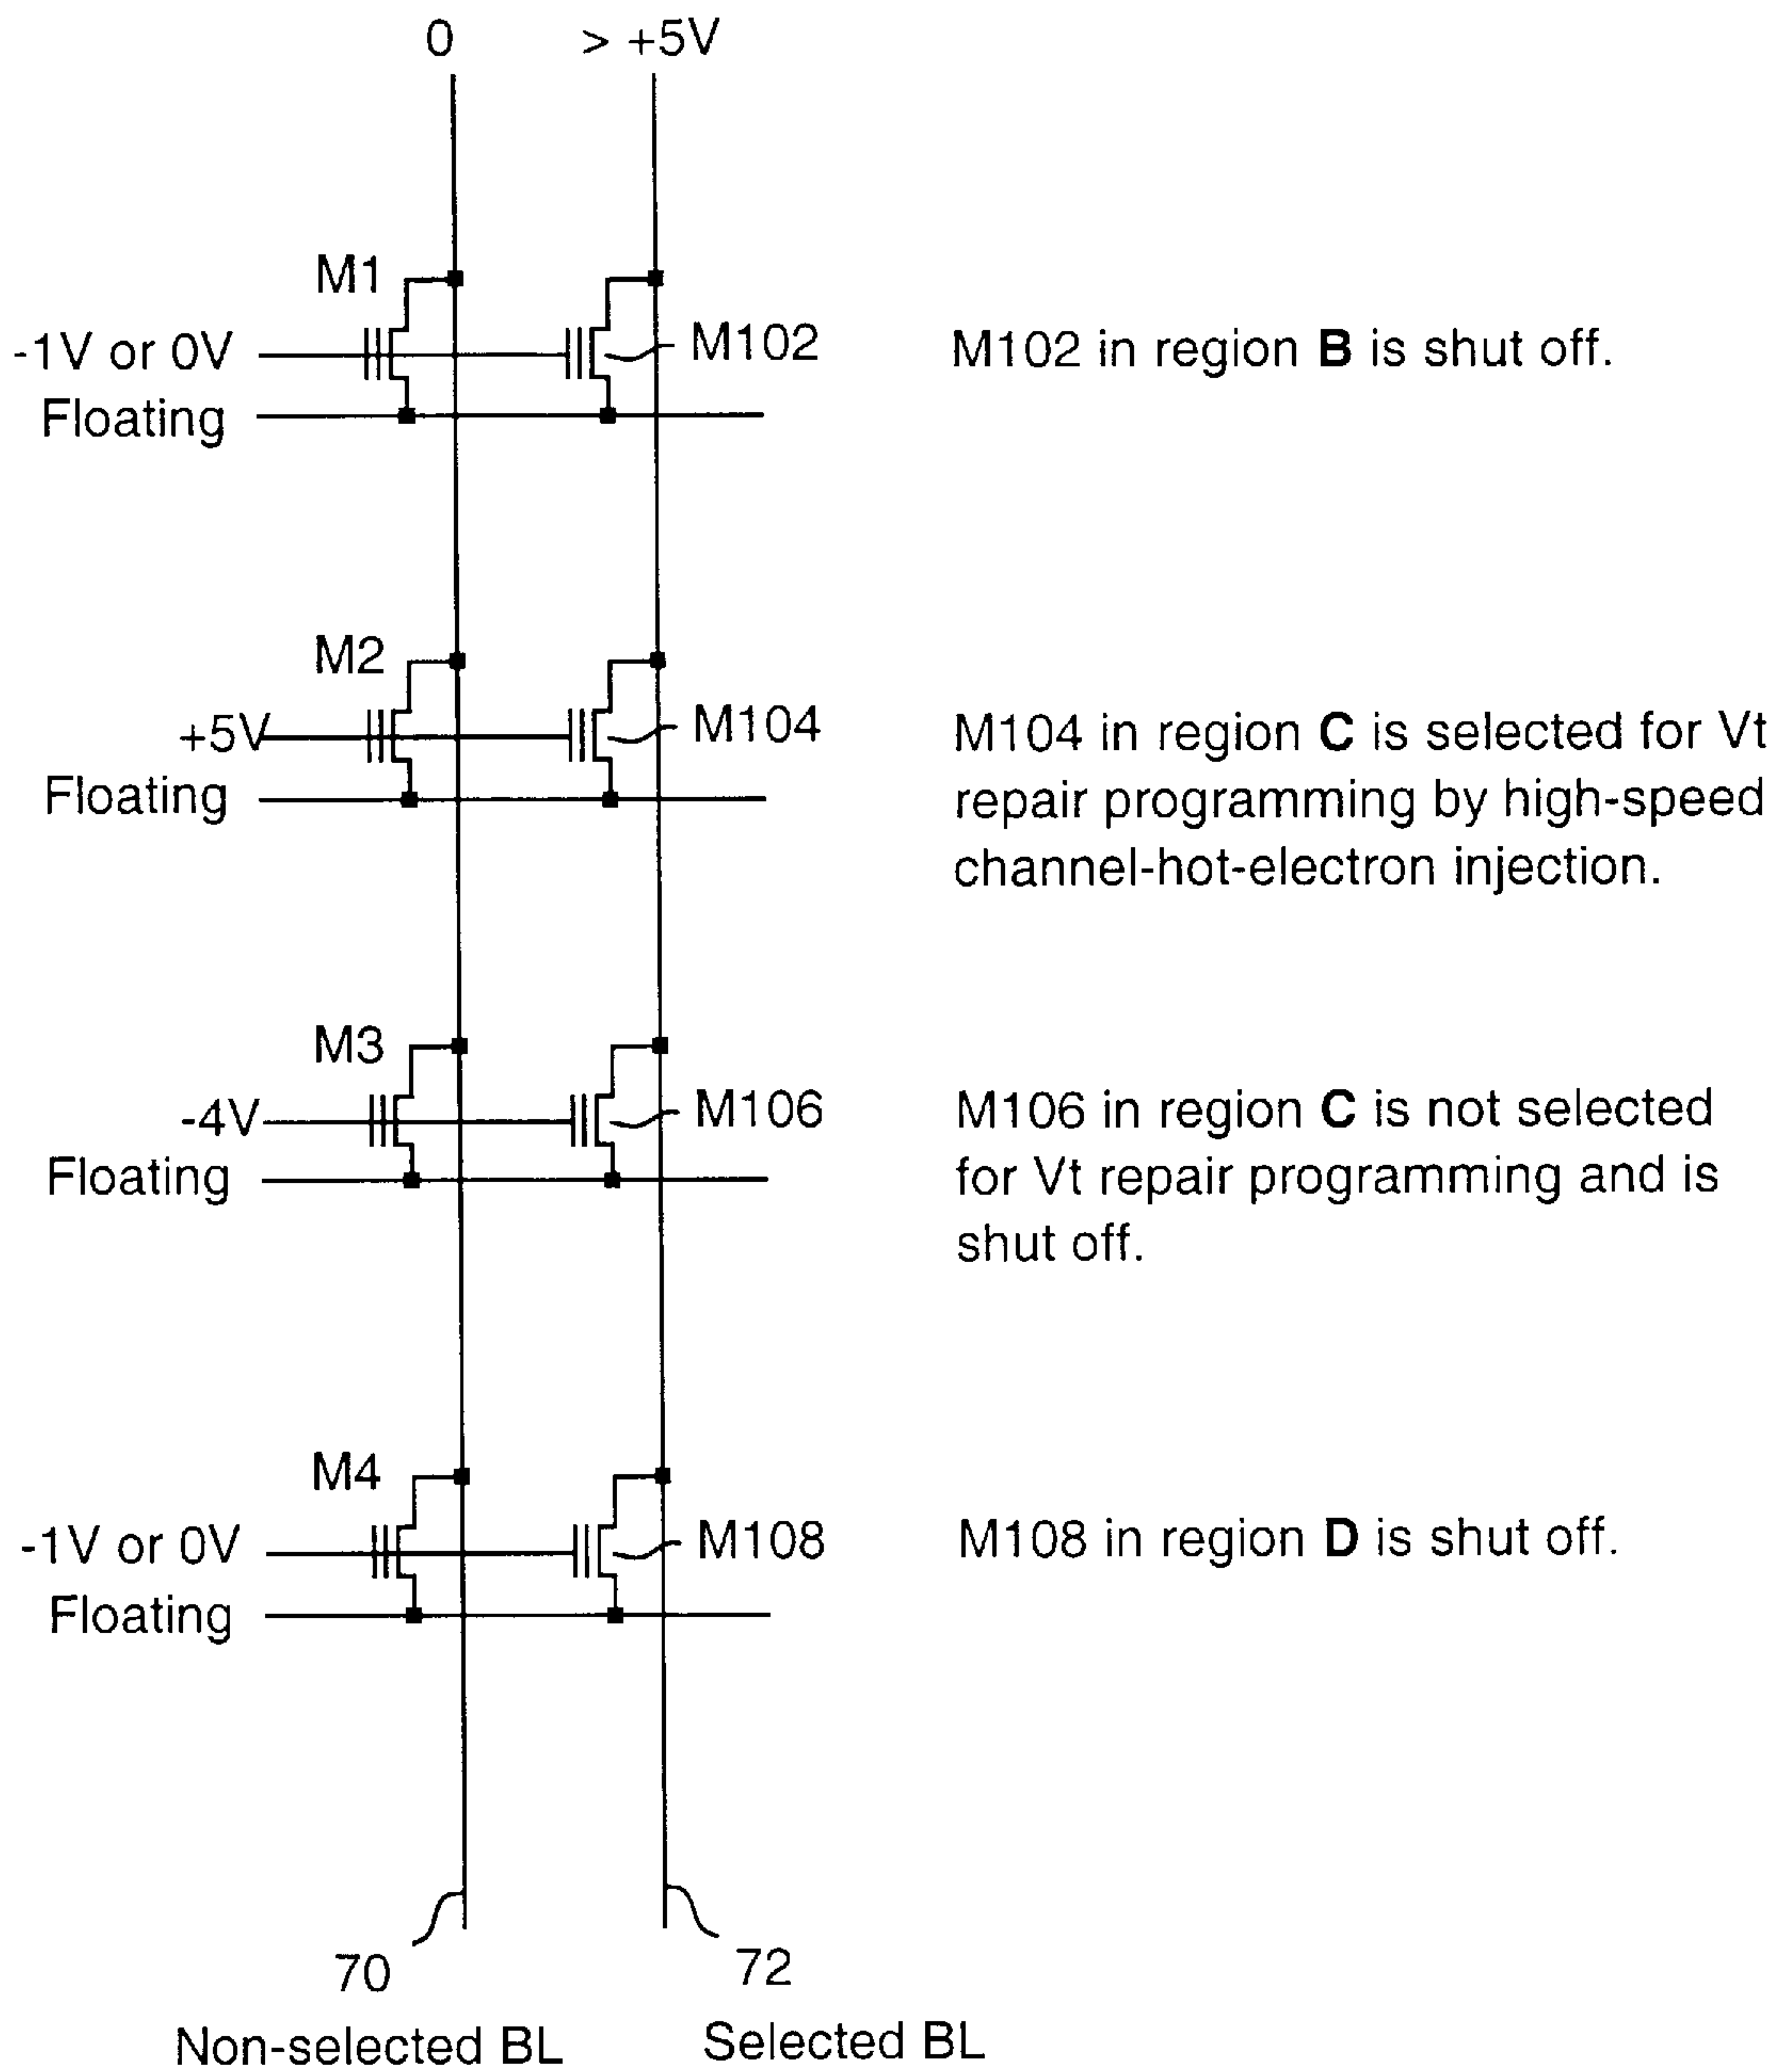 0
> +5V
M1
-1V or 0V
M102
M102 in region B is shut off.
Floating
M2
+5V
M104
M104 in region C is selected for Vt
repair programming by high-speed
channel-hot-electron injection.
Floating
M3
-4V
M106
M106 in region C is not selected
for Vt repair programming and is
shut off.
Floating
M4
-1V or 0V
M108
M108 in region D is shut off.
Floating
70
72
Non-selected BL
Selected BL